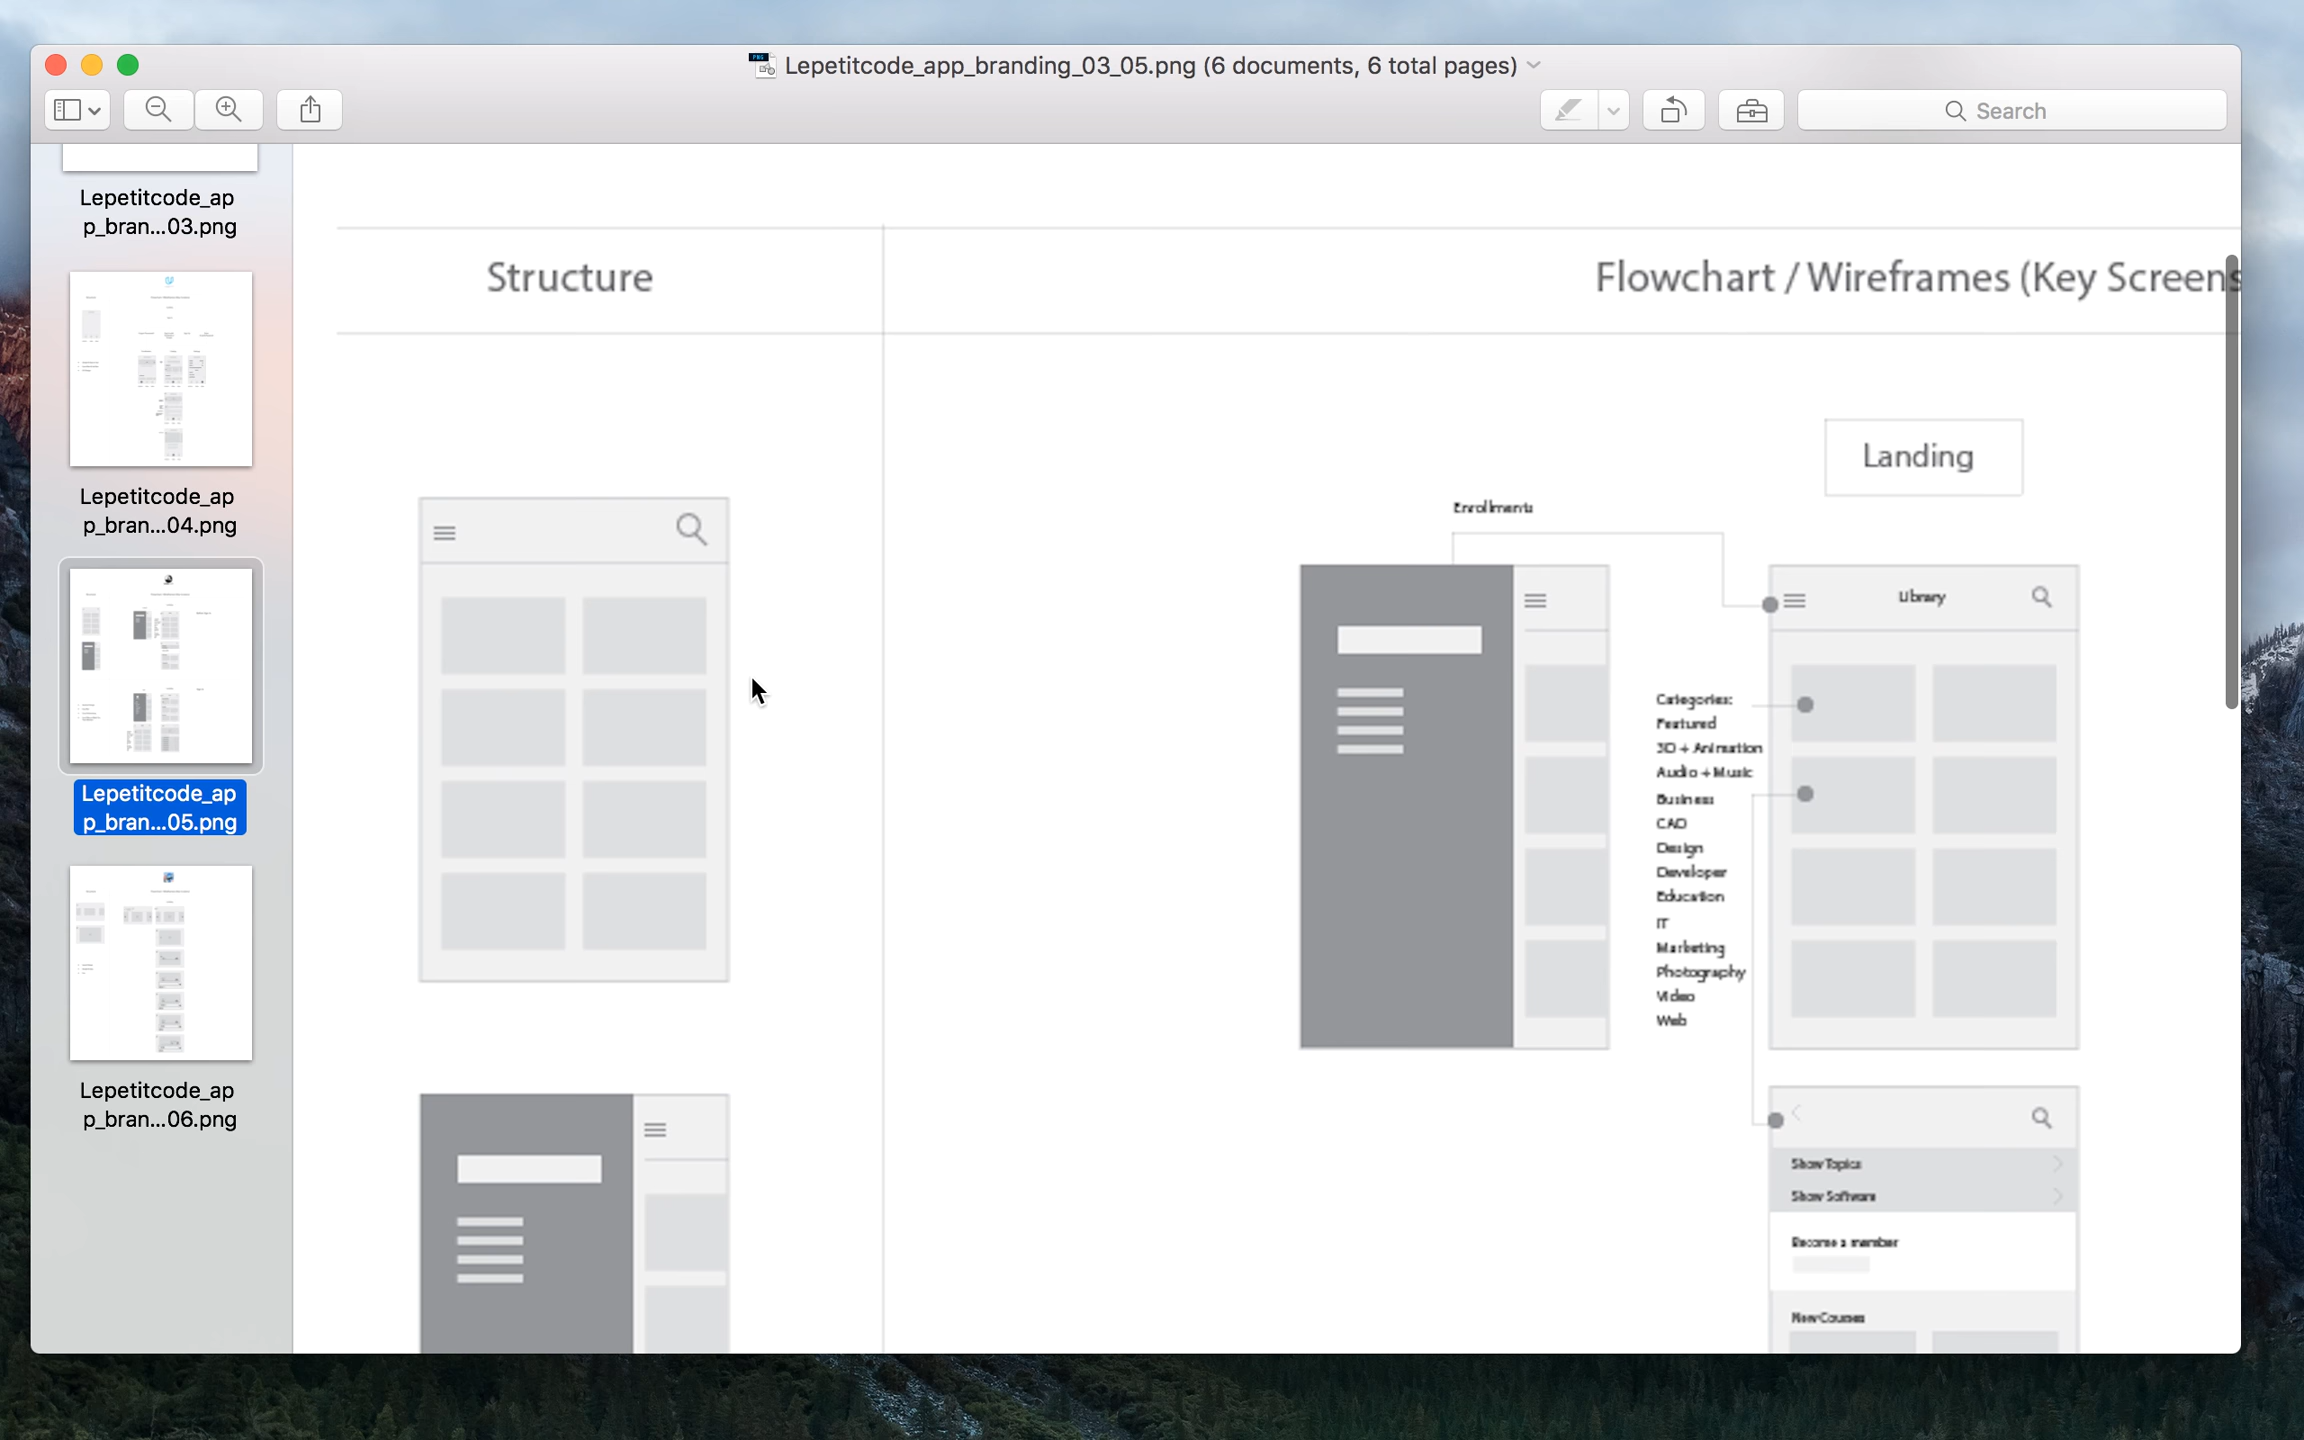 Lepetitcode_app_branding_03_05.png (6 documents, 6 total pages)
Search
Lepetitcode_ap
p_bran...03.png
Lepetitcode_ap
p_bran...04.png
Lepetitcode_ap
p_bran...05.png
Lepetitcode_ap
p_bran...06.png
Structure
Flowchart / Wireframes (Key Screens
Landing
Enrollments
Library
Categories:
Featured
3D + Animation
Audio + Music
Business
CAD
Design
Developer
Education
IT
Marketing
Photography
Video
Web
Show Topics
Show Software
Become a member
New Courses